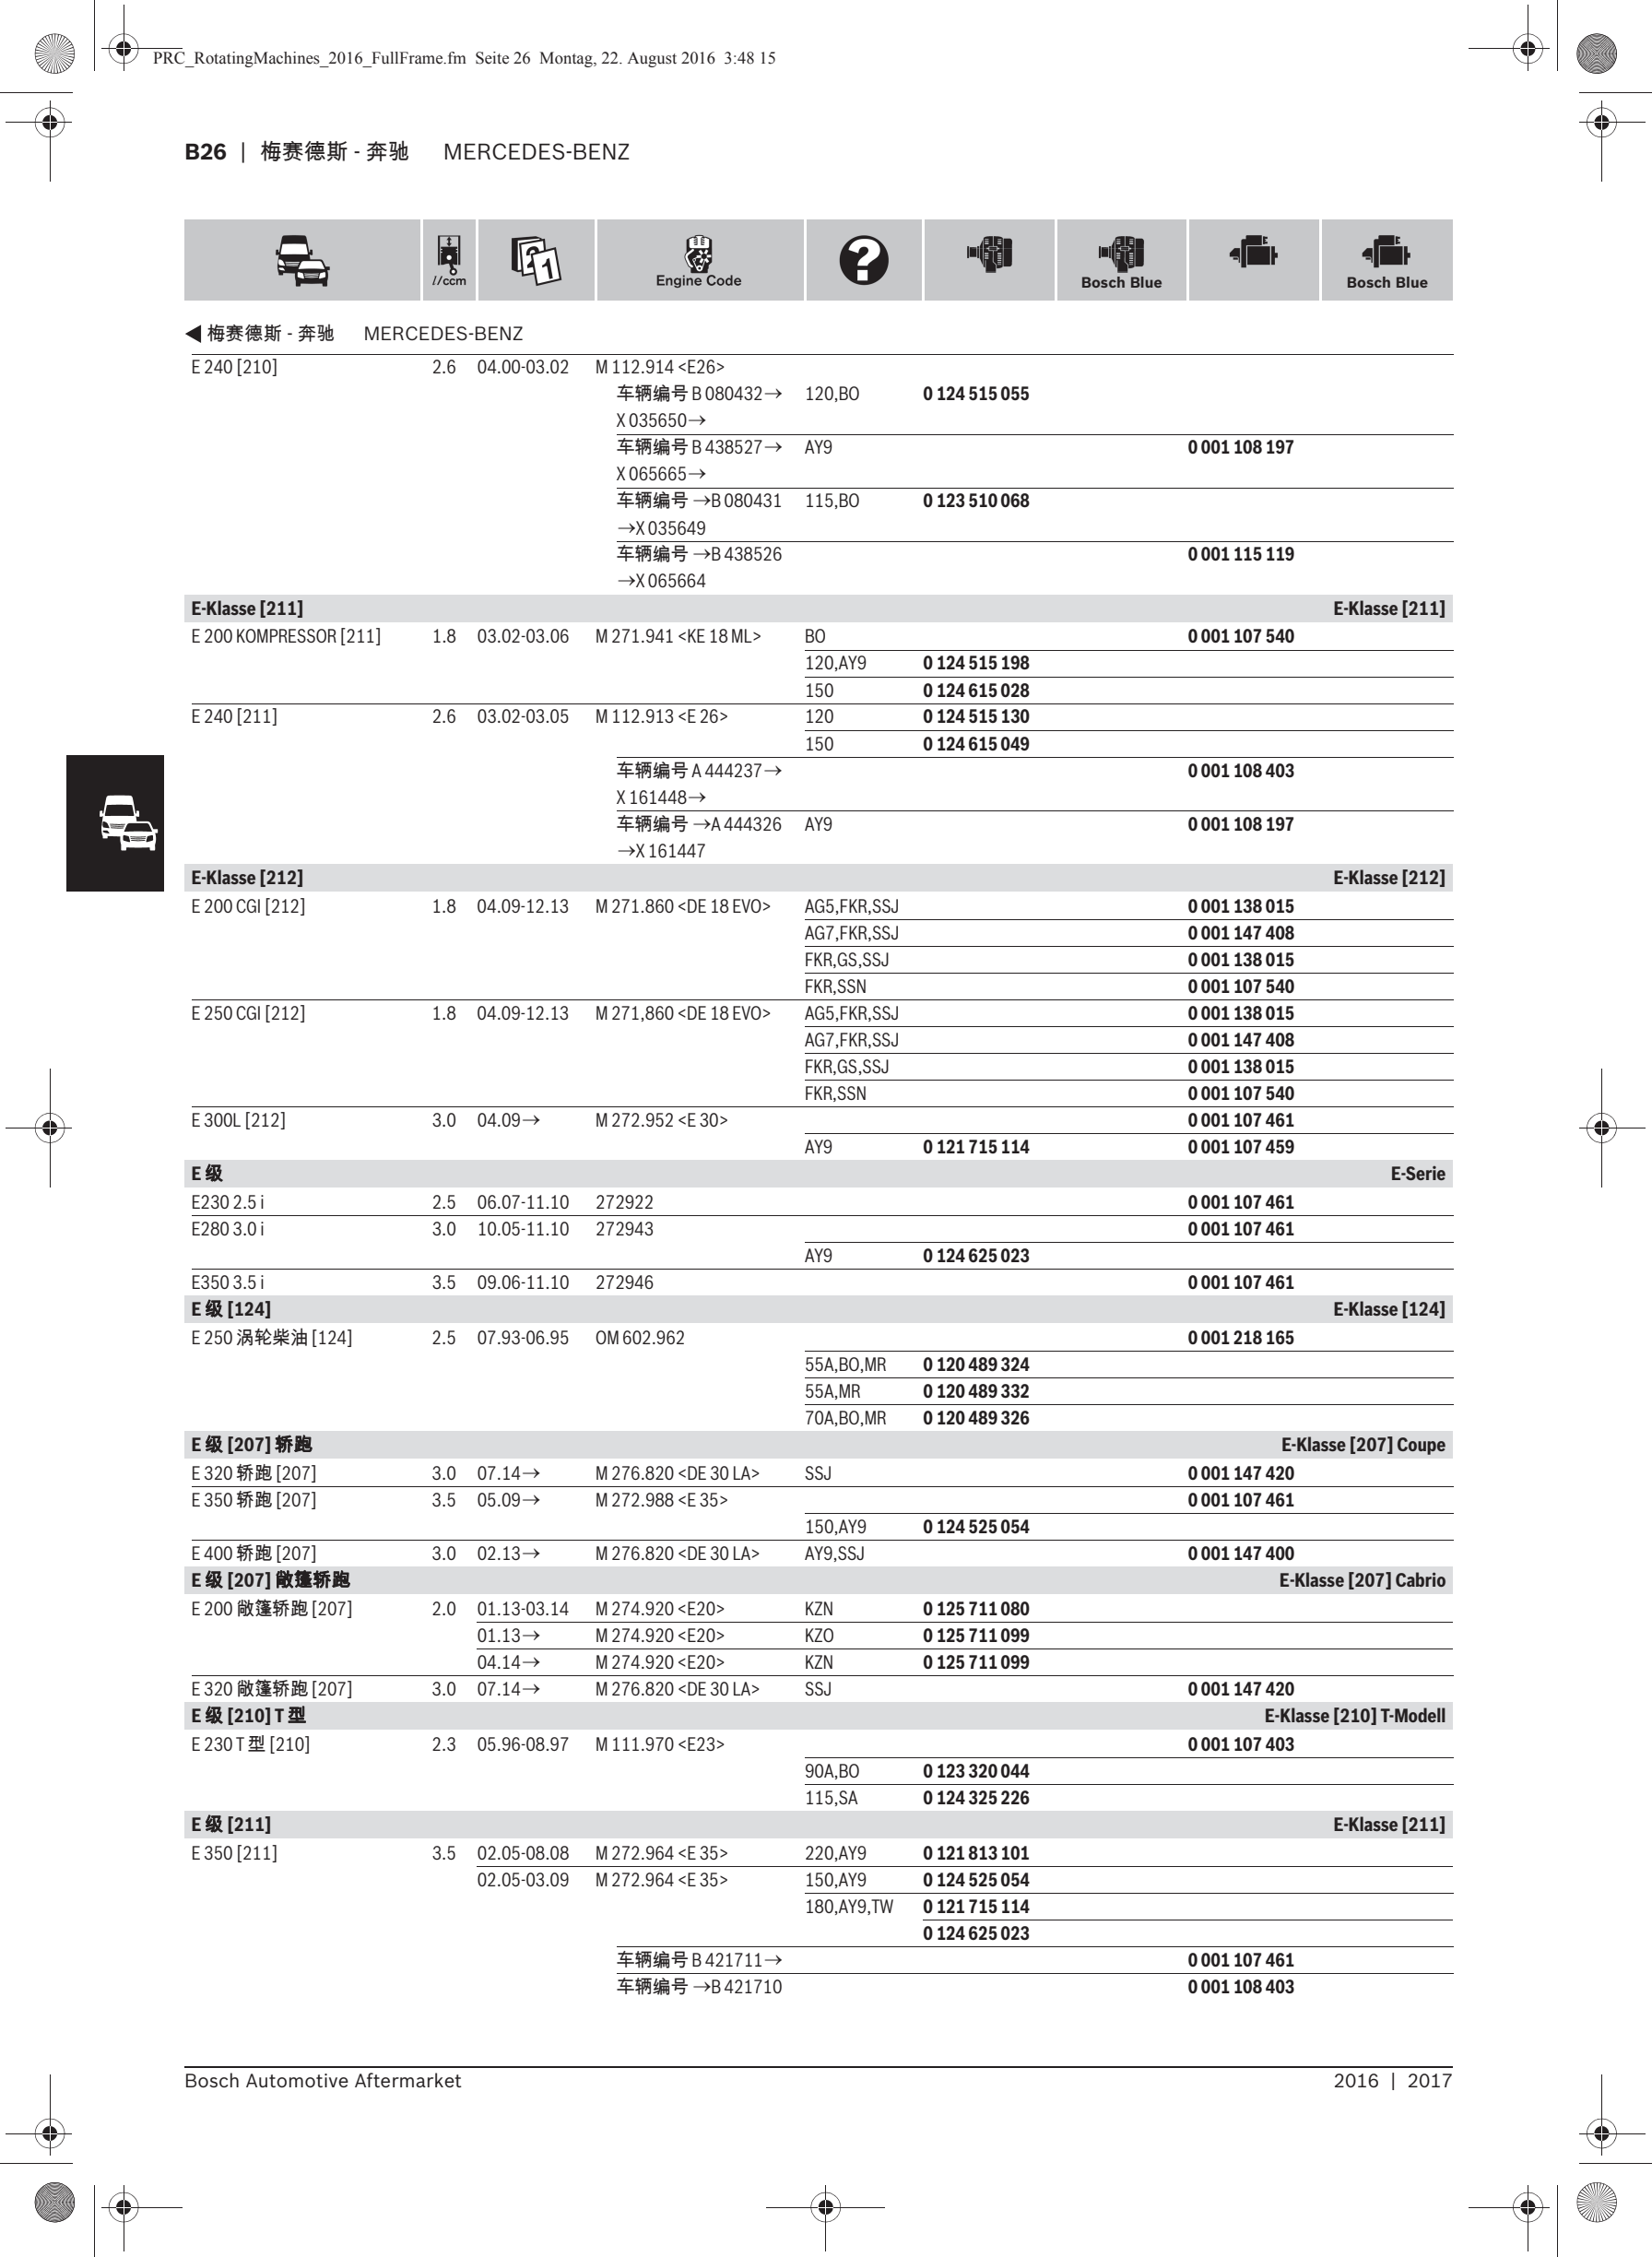 PRC_RotatingMachines_2016_FullFrame.fm Seite 26 Montag, 22. August 2016 3:48 15
B26 | 梅赛德斯 - 奔驰 MERCEDES-BENZ
l/ccm 2 1 Engine Code ? Bosch Blue Bosch Blue
◀ 梅赛德斯 - 奔驰 MERCEDES-BENZ
E 240 [210] 2.6 04.00-03.02 M 112.914 <E26>
车辆编号 B 080432→ 120,BO 0 124 515 055
X 035650→
车辆编号 B 438527→ AY9 0 001 108 197
X 065665→
车辆编号 →B 080431 115,BO 0 123 510 068
→X 035649
车辆编号 →B 438526 0 001 115 119
→X 065664
E-Klasse [211] E-Klasse [211]
E 200 KOMPRESSOR [211] 1.8 03.02-03.06 M 271.941 <KE 18 ML> BO 0 001 107 540
120,AY9 0 124 515 198
150 0 124 615 028
E 240 [211] 2.6 03.02-03.05 M 112.913 <E 26> 120 0 124 515 130
150 0 124 615 049
车辆编号 A 444237→ 0 001 108 403
X 161448→
车辆编号 →A 444326 AY9 0 001 108 197
→X 161447
E-Klasse [212] E-Klasse [212]
E 200 CGI [212] 1.8 04.09-12.13 M 271.860 <DE 18 EVO> AG5,FKR,SSJ 0 001 138 015
AG7,FKR,SSJ 0 001 147 408
FKR,GS,SSJ 0 001 138 015
FKR,SSN 0 001 107 540
E 250 CGI [212] 1.8 04.09-12.13 M 271,860 <DE 18 EVO> AG5,FKR,SSJ 0 001 138 015
AG7,FKR,SSJ 0 001 147 408
FKR,GS,SSJ 0 001 138 015
FKR,SSN 0 001 107 540
E 300L [212] 3.0 04.09→ M 272.952 <E 30> 0 001 107 461
AY9 0 121 715 114 0 001 107 459
E 级 E-Serie
E230 2.5 i 2.5 06.07-11.10 272922 0 001 107 461
E280 3.0 i 3.0 10.05-11.10 272943 0 001 107 461
AY9 0 124 625 023
E350 3.5 i 3.5 09.06-11.10 272946 0 001 107 461
E 级 [124] E-Klasse [124]
E 250 涡轮柴油 [124] 2.5 07.93-06.95 OM 602.962 0 001 218 165
55A,BO,MR 0 120 489 324
55A,MR 0 120 489 332
70A,BO,MR 0 120 489 326
E 级 [207] 轿跑 E-Klasse [207] Coupe
E 320 轿跑 [207] 3.0 07.14→ M 276.820 <DE 30 LA> SSJ 0 001 147 420
E 350 轿跑 [207] 3.5 05.09→ M 272.988 <E 35> 0 001 107 461
150,AY9 0 124 525 054
E 400 轿跑 [207] 3.0 02.13→ M 276.820 <DE 30 LA> AY9,SSJ 0 001 147 400
E 级 [207] 敞篷轿跑 E-Klasse [207] Cabrio
E 200 敞篷轿跑 [207] 2.0 01.13-03.14 M 274.920 <E20> KZN 0 125 711 080
01.13→ M 274.920 <E20> KZO 0 125 711 099
04.14→ M 274.920 <E20> KZN 0 125 711 099
E 320 敞篷轿跑 [207] 3.0 07.14→ M 276.820 <DE 30 LA> SSJ 0 001 147 420
E 级 [210] T 型 E-Klasse [210] T-Modell
E 230 T 型 [210] 2.3 05.96-08.97 M 111.970 <E23> 0 001 107 403
90A,BO 0 123 320 044
115,SA 0 124 325 226
E 级 [211] E-Klasse [211]
E 350 [211] 3.5 02.05-08.08 M 272.964 <E 35> 220,AY9 0 121 813 101
02.05-03.09 M 272.964 <E 35> 150,AY9 0 124 525 054
180,AY9,TW 0 121 715 114
0 124 625 023
车辆编号 B 421711→ 0 001 107 461
车辆编号 →B 421710 0 001 108 403
Bosch Automotive Aftermarket 2016 | 2017